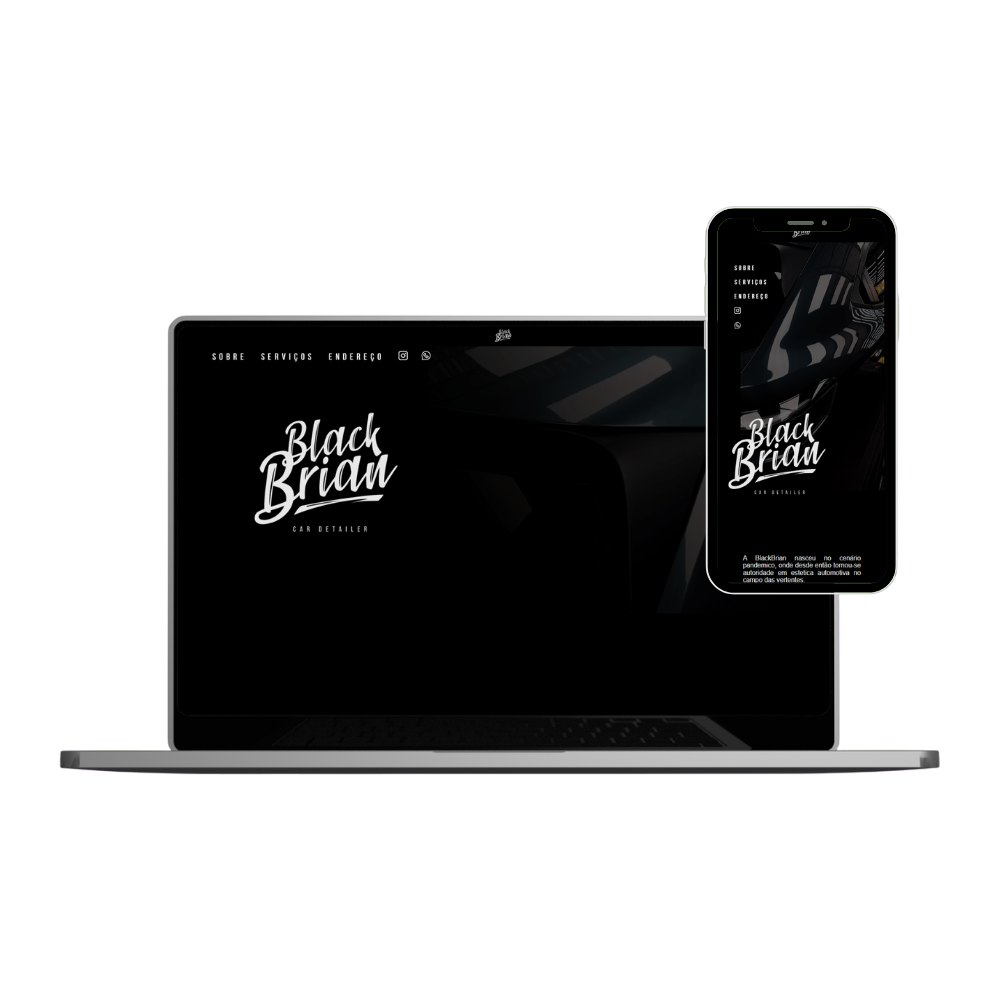 Black
Brian
SOBRE SERVIÇOS ENDEREÇO
Black
Brian
CAR DETAILER
Brian
SOBRE
SERVIÇOS
ENDEREÇO
Black
Brian
CAR DETAILER
A BlackBrian nasceu no cenário
pandemico, onde desde então tornou-se
autoridade em estetica automotiva no
campo das vertentes.